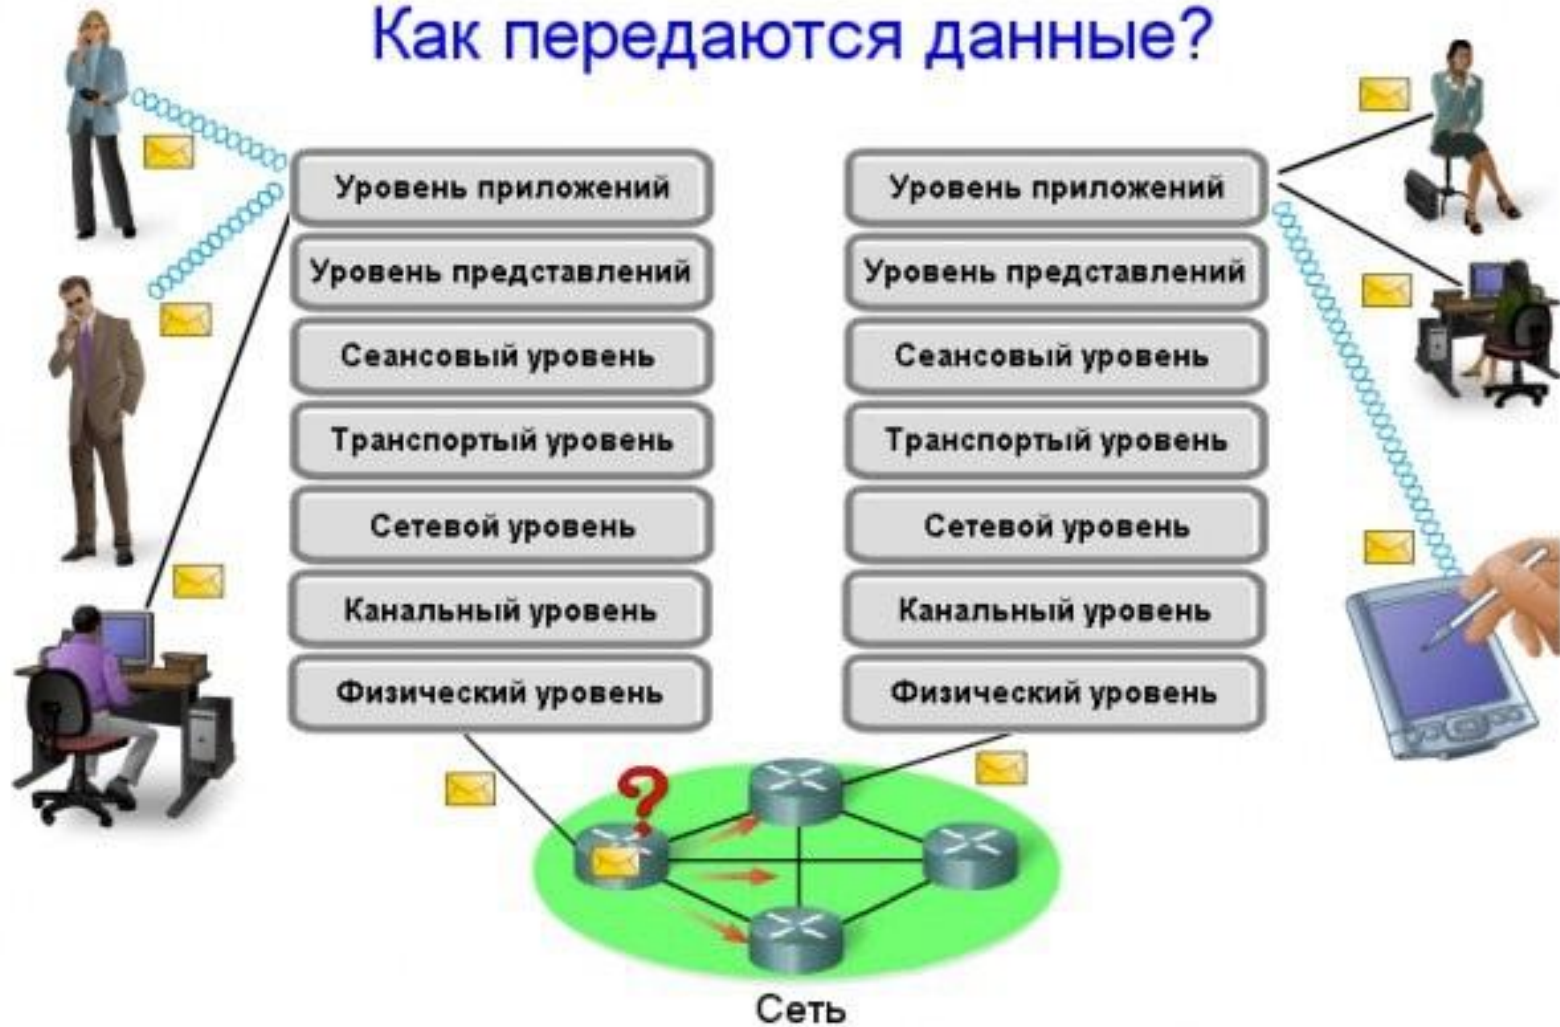 Как передаются данные?
Уровень приложений
Уровень представлений
Сеансовый уровень
Транспортый уровень
Сетевой уровень
Канальный уровень
Физический уровень
Уровень приложений
Уровень представлений
Сеансовый уровень
Транспортый уровень
Сетевой уровень
Канальный уровень
Физический уровень
?
Сеть